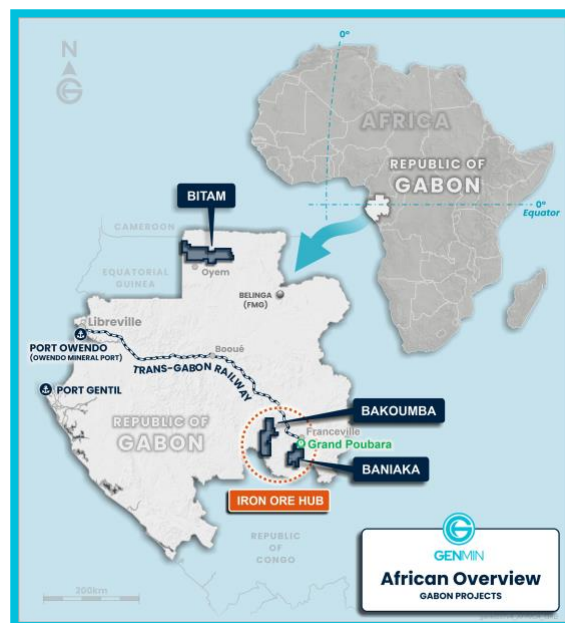 N
0°
AFRICA
REPUBLIC OF
GABON
0°
Equator
BITAM
CAMEROON
EQUATORIAL
GUINEA
Oyem
BELINGA
(FMG)
Libreville
PORT OWENDO
(OWENDO MINERAL PORT)
Booué
TRANS-GABON RAILWAY
PORT GENTIL
BAKOUMBA
REPUBLIC OF
GABON
Franceville
Grand Poubara
BANIAKA
IRON ORE HUB
REPUBLIC
OF
CONGO
GENMIN
African Overview
GABON PROJECTS
200km